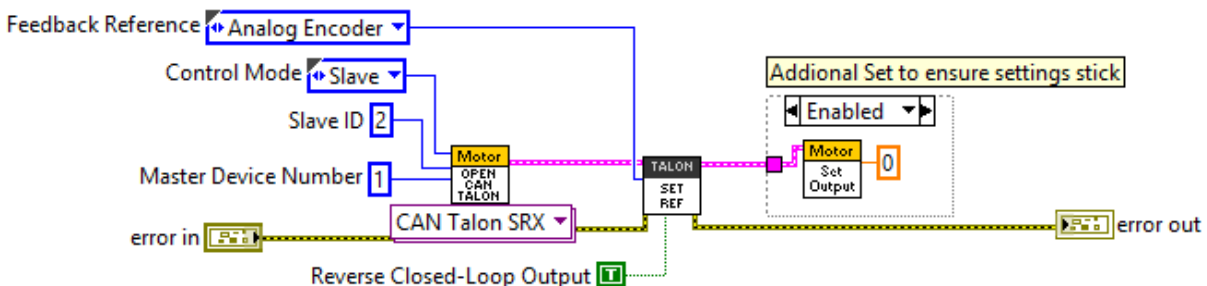 Feedback Reference Analog Encoder
Control Mode Slave
Addional Set to ensure settings stick
Enabled
Slave ID 2
Motor
OPEN
CAN
TALON
TALON
SET
REF
Motor
Set
Output
0
Master Device Number 1
CAN Talon SRX
error in
error out
Reverse Closed-Loop Output T